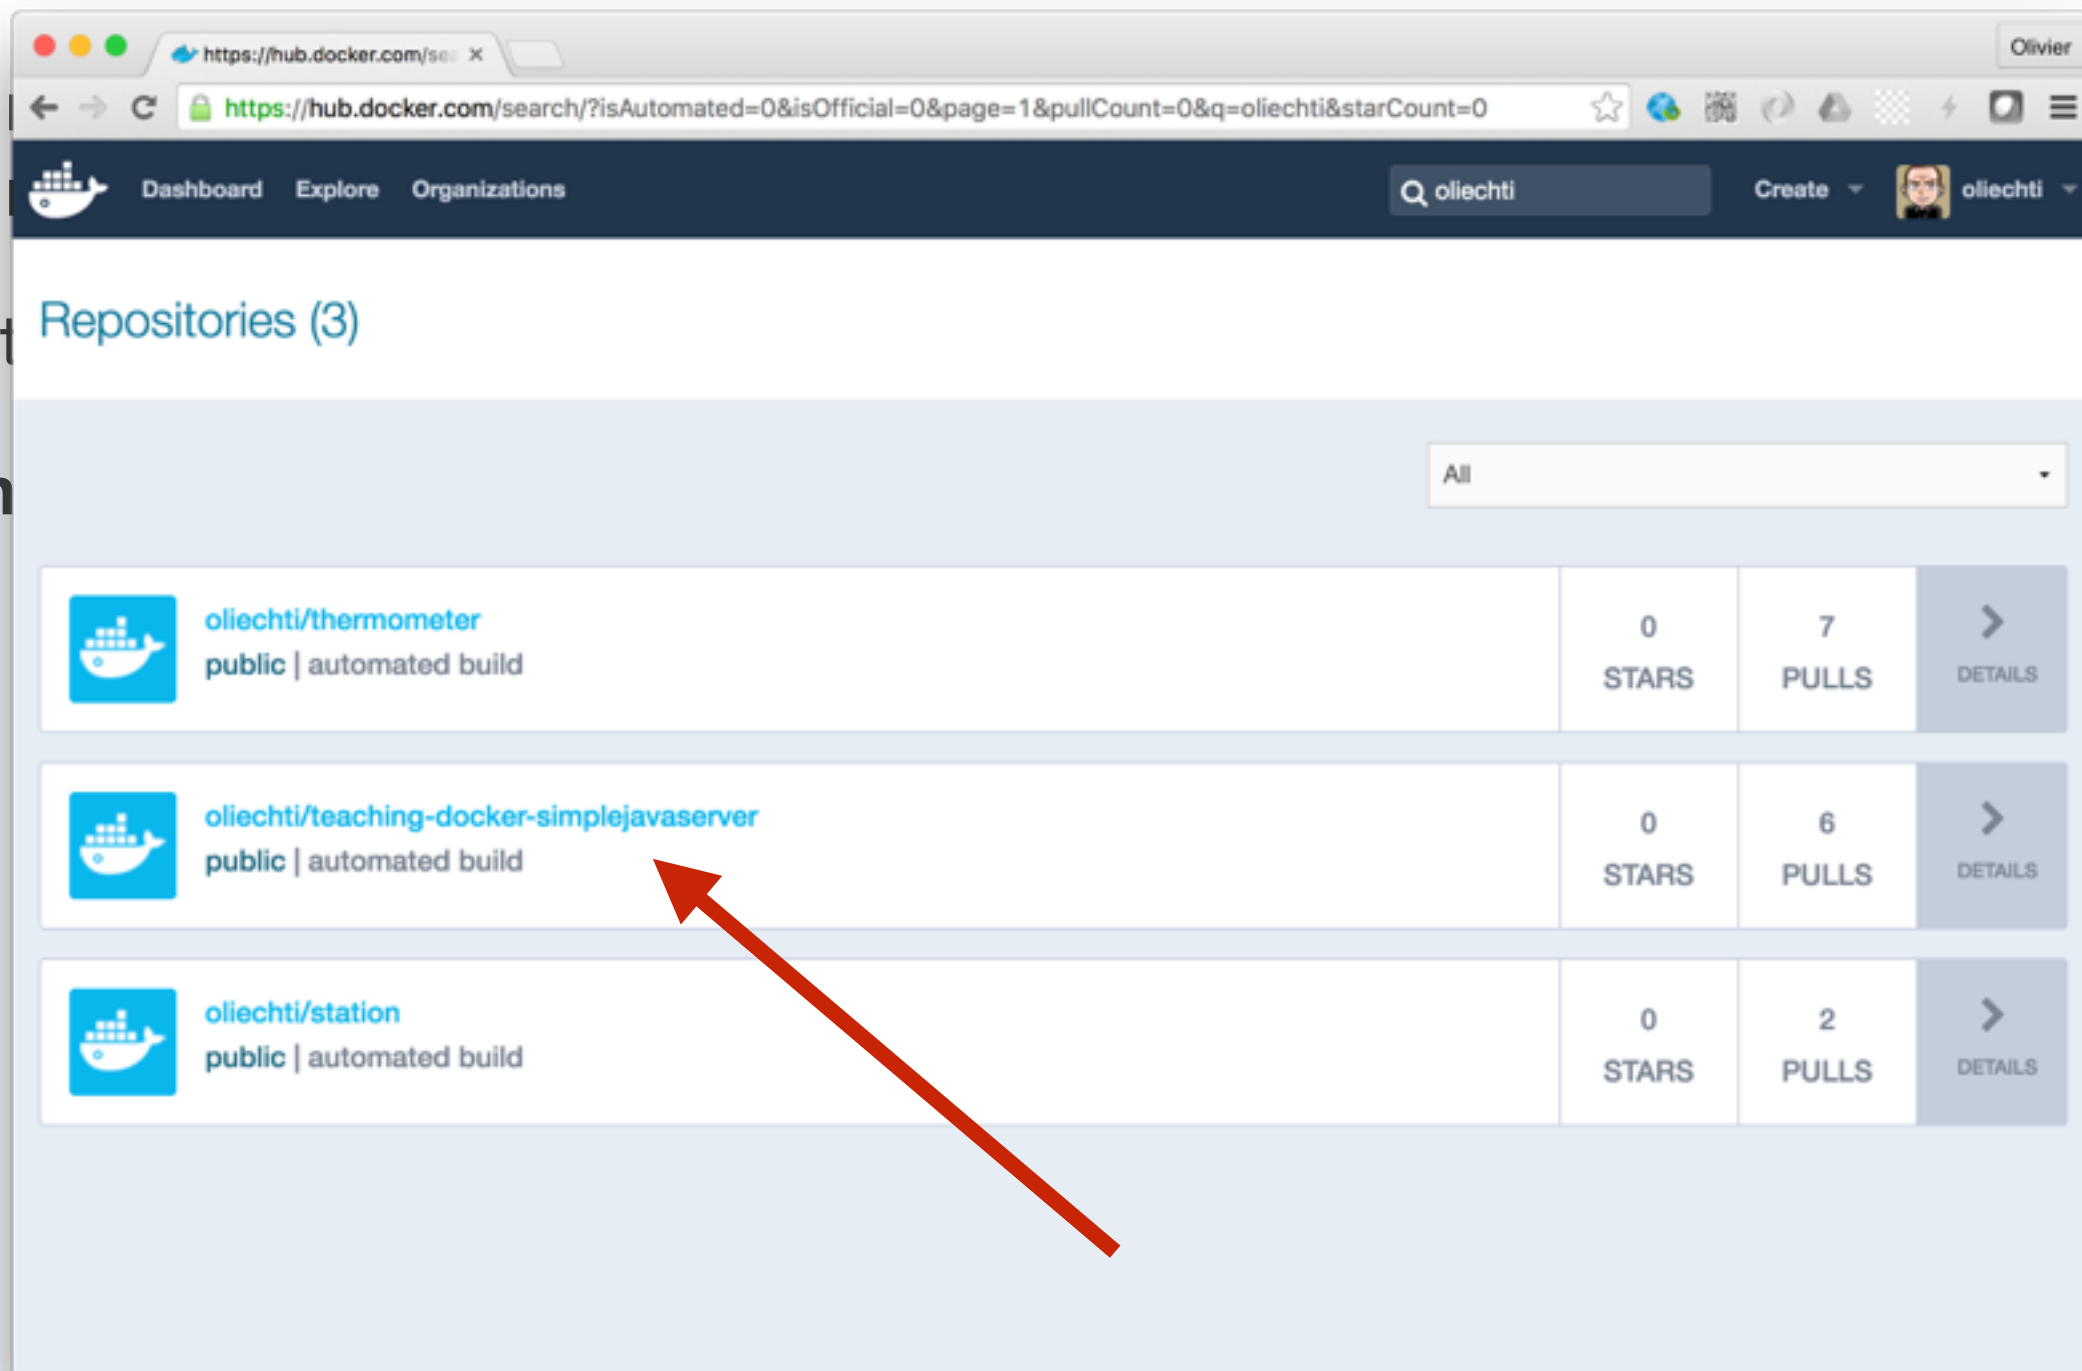 https://hub.docker.com/sea
Olivier
https://hub.docker.com/search/?isAutomated=0&isOfficial=0&page=1&pullCount=0&q=oliechti&starCount=0
Dashboard Explore Organizations oliechti Create oliechti
Repositories (3)
All
oliechti/thermometer
public | automated build
0 STARS
7 PULLS
DETAILS
oliechti/teaching-docker-simplejavaserver
public | automated build
0 STARS
6 PULLS
DETAILS
oliechti/station
public | automated build
0 STARS
2 PULLS
DETAILS